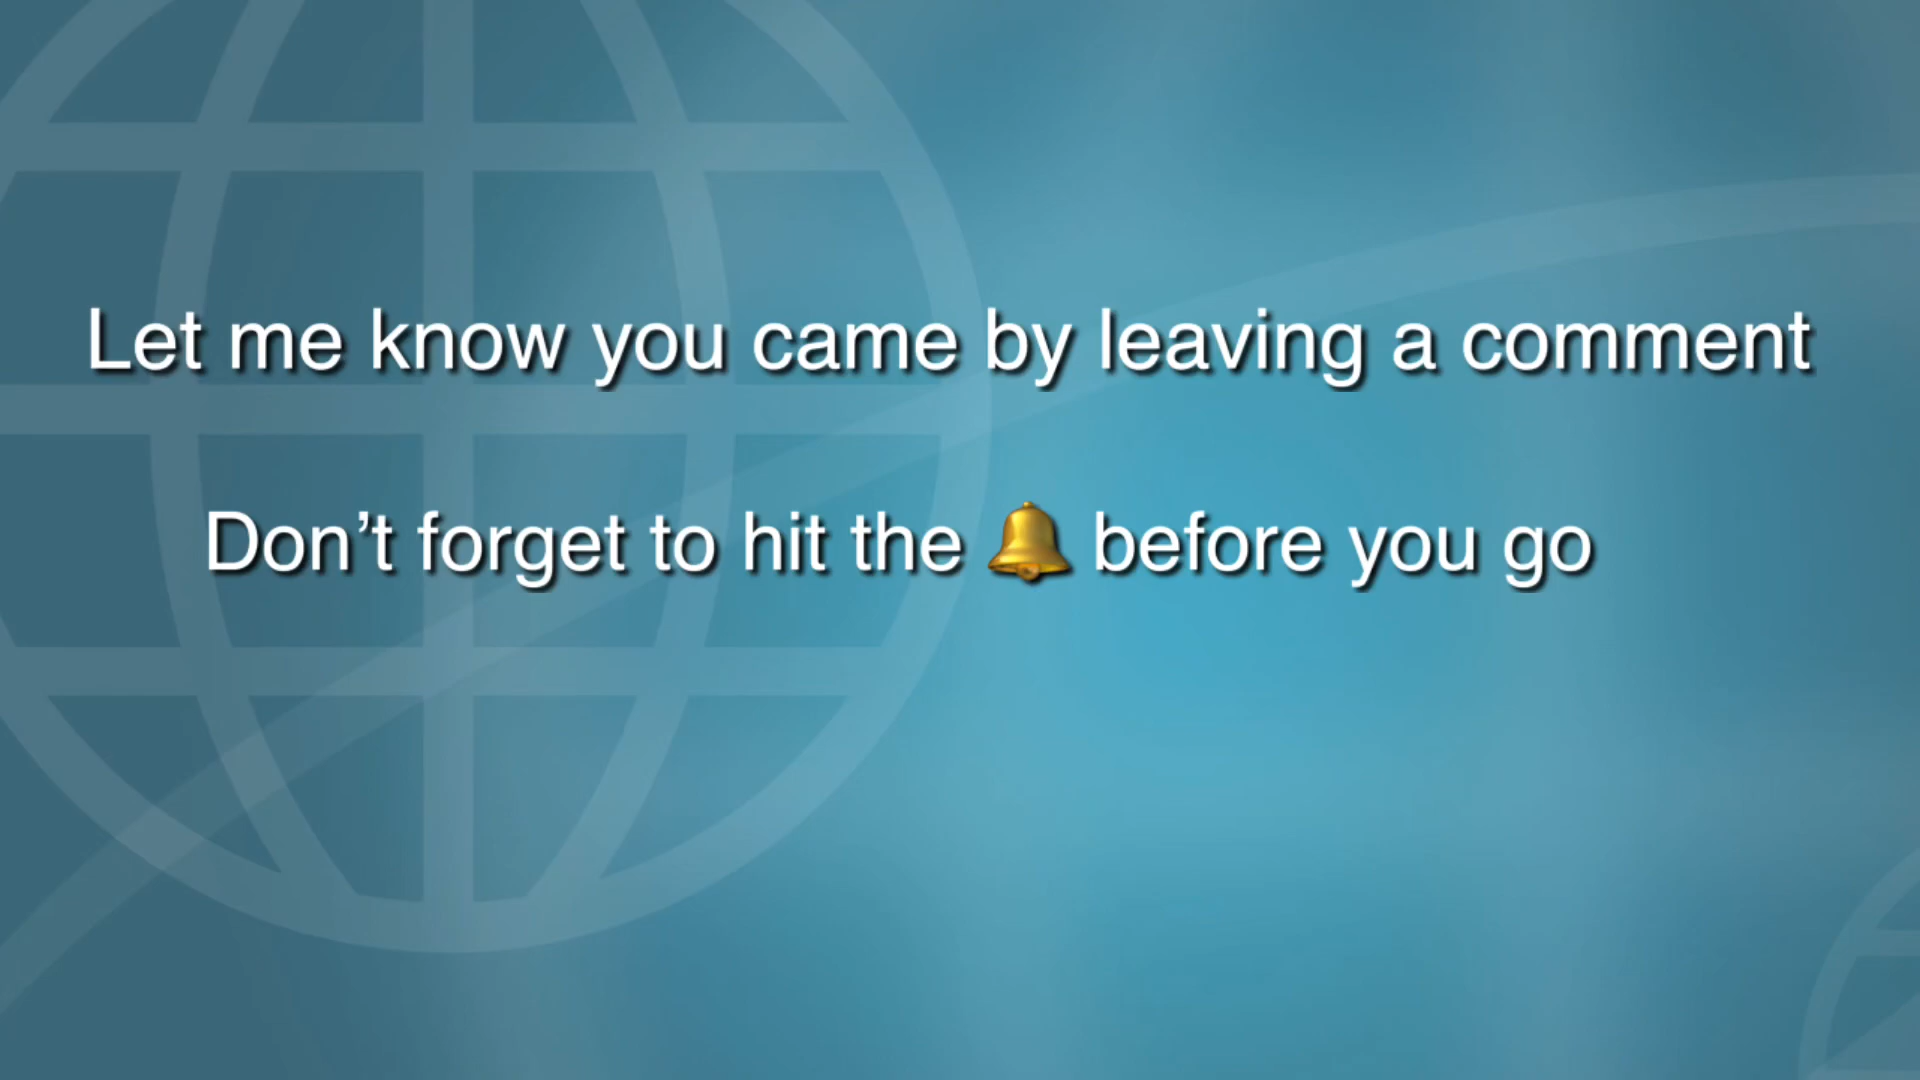 Let me know you came by leaving a comment
Don’t forget to hit the 🔔 before you go